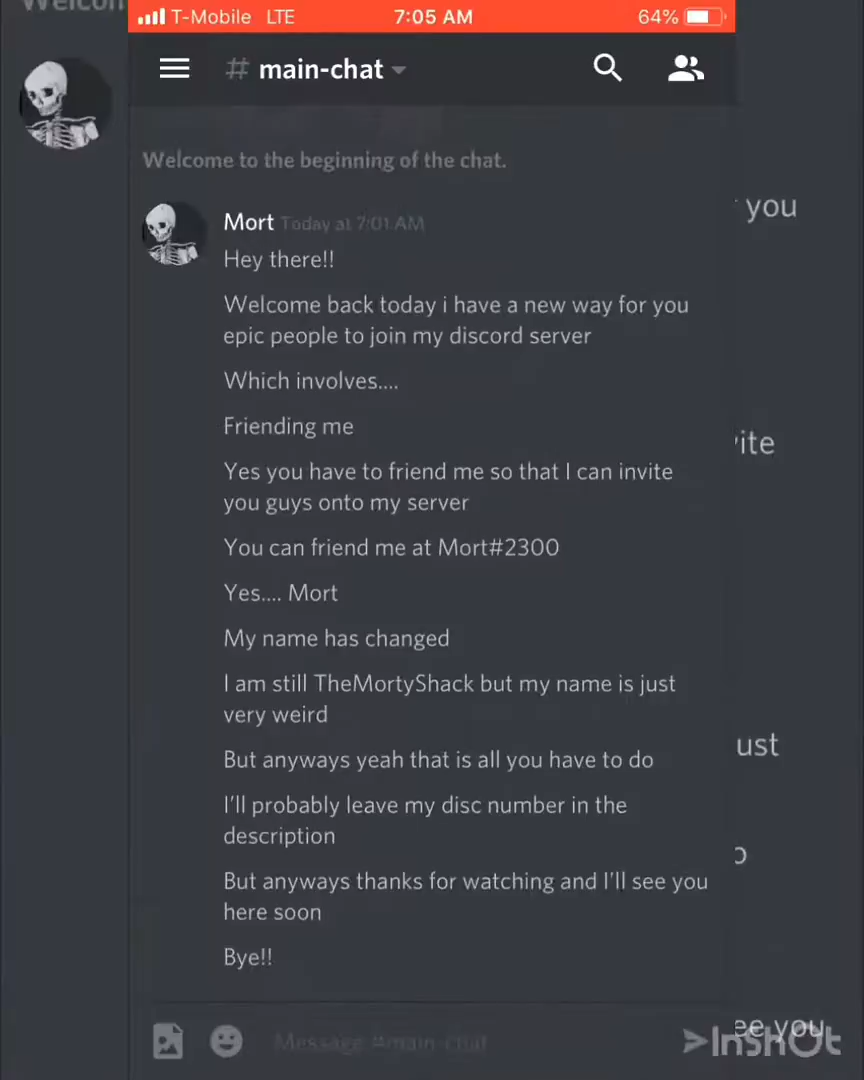 T-Mobile LTE 7:05 AM 64%
# main-chat
Welcome to the beginning of the chat.
Mort Today at 7:01 AM
Hey there!!
Welcome back today i have a new way for you
epic people to join my discord server
Which involves....
Friending me
Yes you have to friend me so that I can invite
you guys onto my server
You can friend me at Mort#2300
Yes.... Mort
My name has changed
I am still TheMortyShack but my name is just
very weird
But anyways yeah that is all you have to do
I'll probably leave my disc number in the
description
But anyways thanks for watching and I'll see you
here soon
Bye!!
Message #main-chat
you
ee you
InShOt